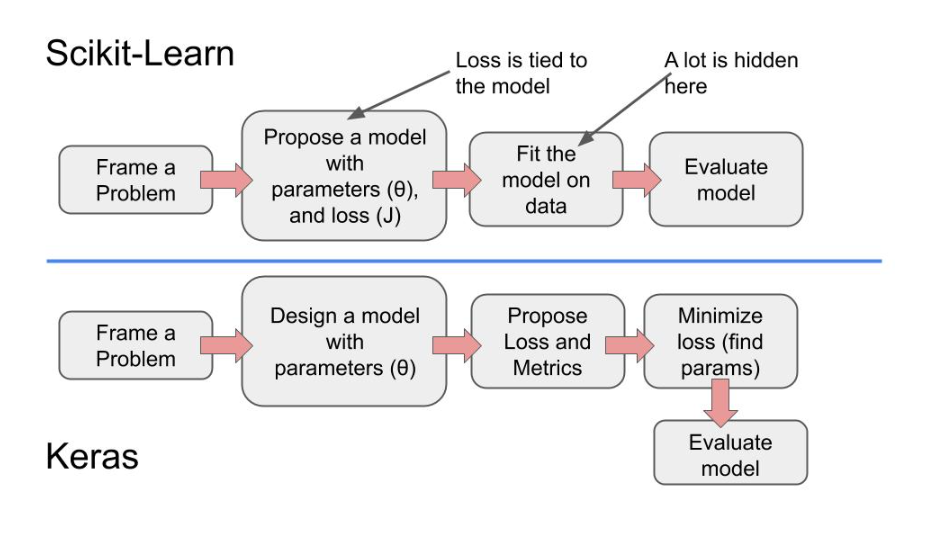 Scikit-Learn
Loss is tied to
the model
A lot is hidden
here
Frame a
Problem
Propose a model
with
parameters (θ),
and loss (J)
Fit the
model on
data
Evaluate
model
Frame a
Problem
Design a model
with
parameters (θ)
Propose
Loss and
Metrics
Minimize
loss (find
params)
Evaluate
model
Keras